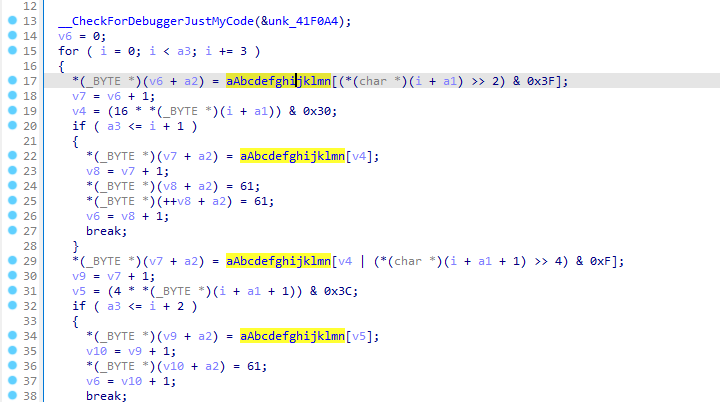 12
13 __CheckForDebuggerJustMyCode(&unk_41F0A4);
14 v6 = 0;
15 for ( i = 0; i < a3; i += 3 )
16 {
17 *(_BYTE *)(v6 + a2) = aAbcdefghijklmn[(*(char *)(i + a1) >> 2) & 0x3F];
18 v7 = v6 + 1;
19 v4 = (16 * *(_BYTE *)(i + a1)) & 0x30;
20 if ( a3 <= i + 1 )
21 {
22 *(_BYTE *)(v7 + a2) = aAbcdefghijklmn[v4];
23 v8 = v7 + 1;
24 *(_BYTE *)(v8 + a2) = 61;
25 *(_BYTE *)(++v8 + a2) = 61;
26 v6 = v8 + 1;
27 break;
28 }
29 *(_BYTE *)(v7 + a2) = aAbcdefghijklmn[v4 | (*(char *)(i + a1 + 1) >> 4) & 0xF];
30 v9 = v7 + 1;
31 v5 = (4 * *(_BYTE *)(i + a1 + 1)) & 0x3C;
32 if ( a3 <= i + 2 )
33 {
34 *(_BYTE *)(v9 + a2) = aAbcdefghijklmn[v5];
35 v10 = v9 + 1;
36 *(_BYTE *)(v10 + a2) = 61;
37 v6 = v10 + 1;
38 break;